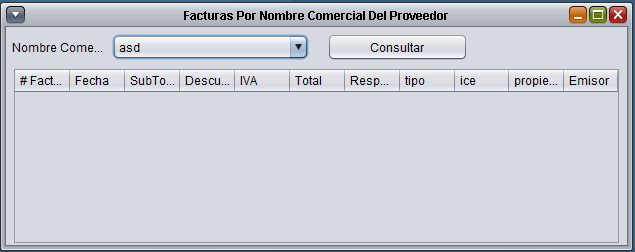 Facturas Por Nombre Comercial Del Proveedor
Nombre Come... asd Consultar
# Fact... Fecha SubTo... Descu... IVA Total Resp... tipo ice propie... Emisor